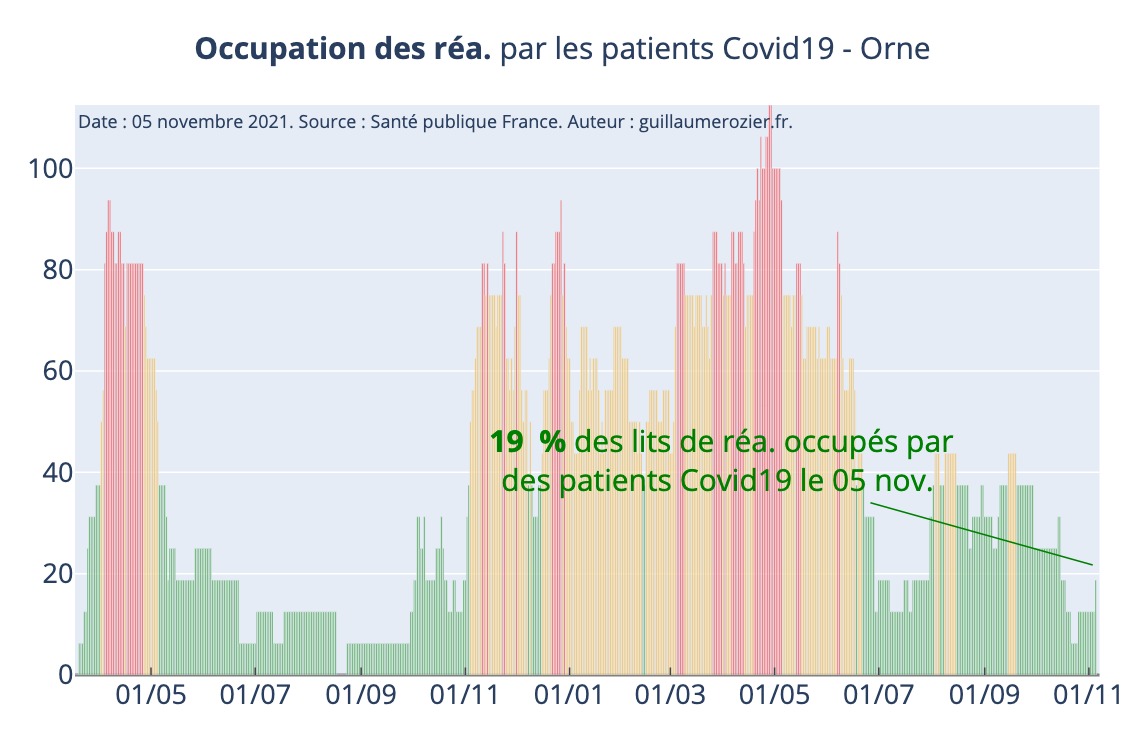 Occupation des réa. par les patients Covid19 - Orne
Date : 05 novembre 2021. Source : Santé publique France. Auteur : guillaumerozier.fr.
100
80
60
40
20
0
19 % des lits de réa. occupés par
des patients Covid19 le 05 nov.
01/05 01/07 01/09 01/11 01/01 01/03 01/05 01/07 01/09 01/11